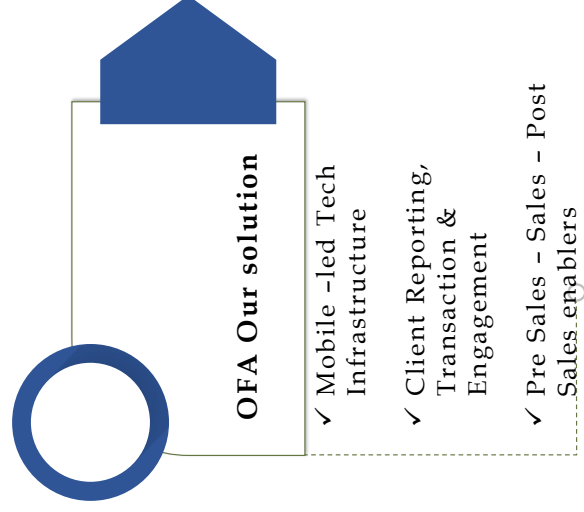 OFA Our solution
✓ Mobile –led Tech
Infrastructure
✓ Client Reporting,
Transaction &
Engagement
✓ Pre Sales – Sales – Post
Sales enablers